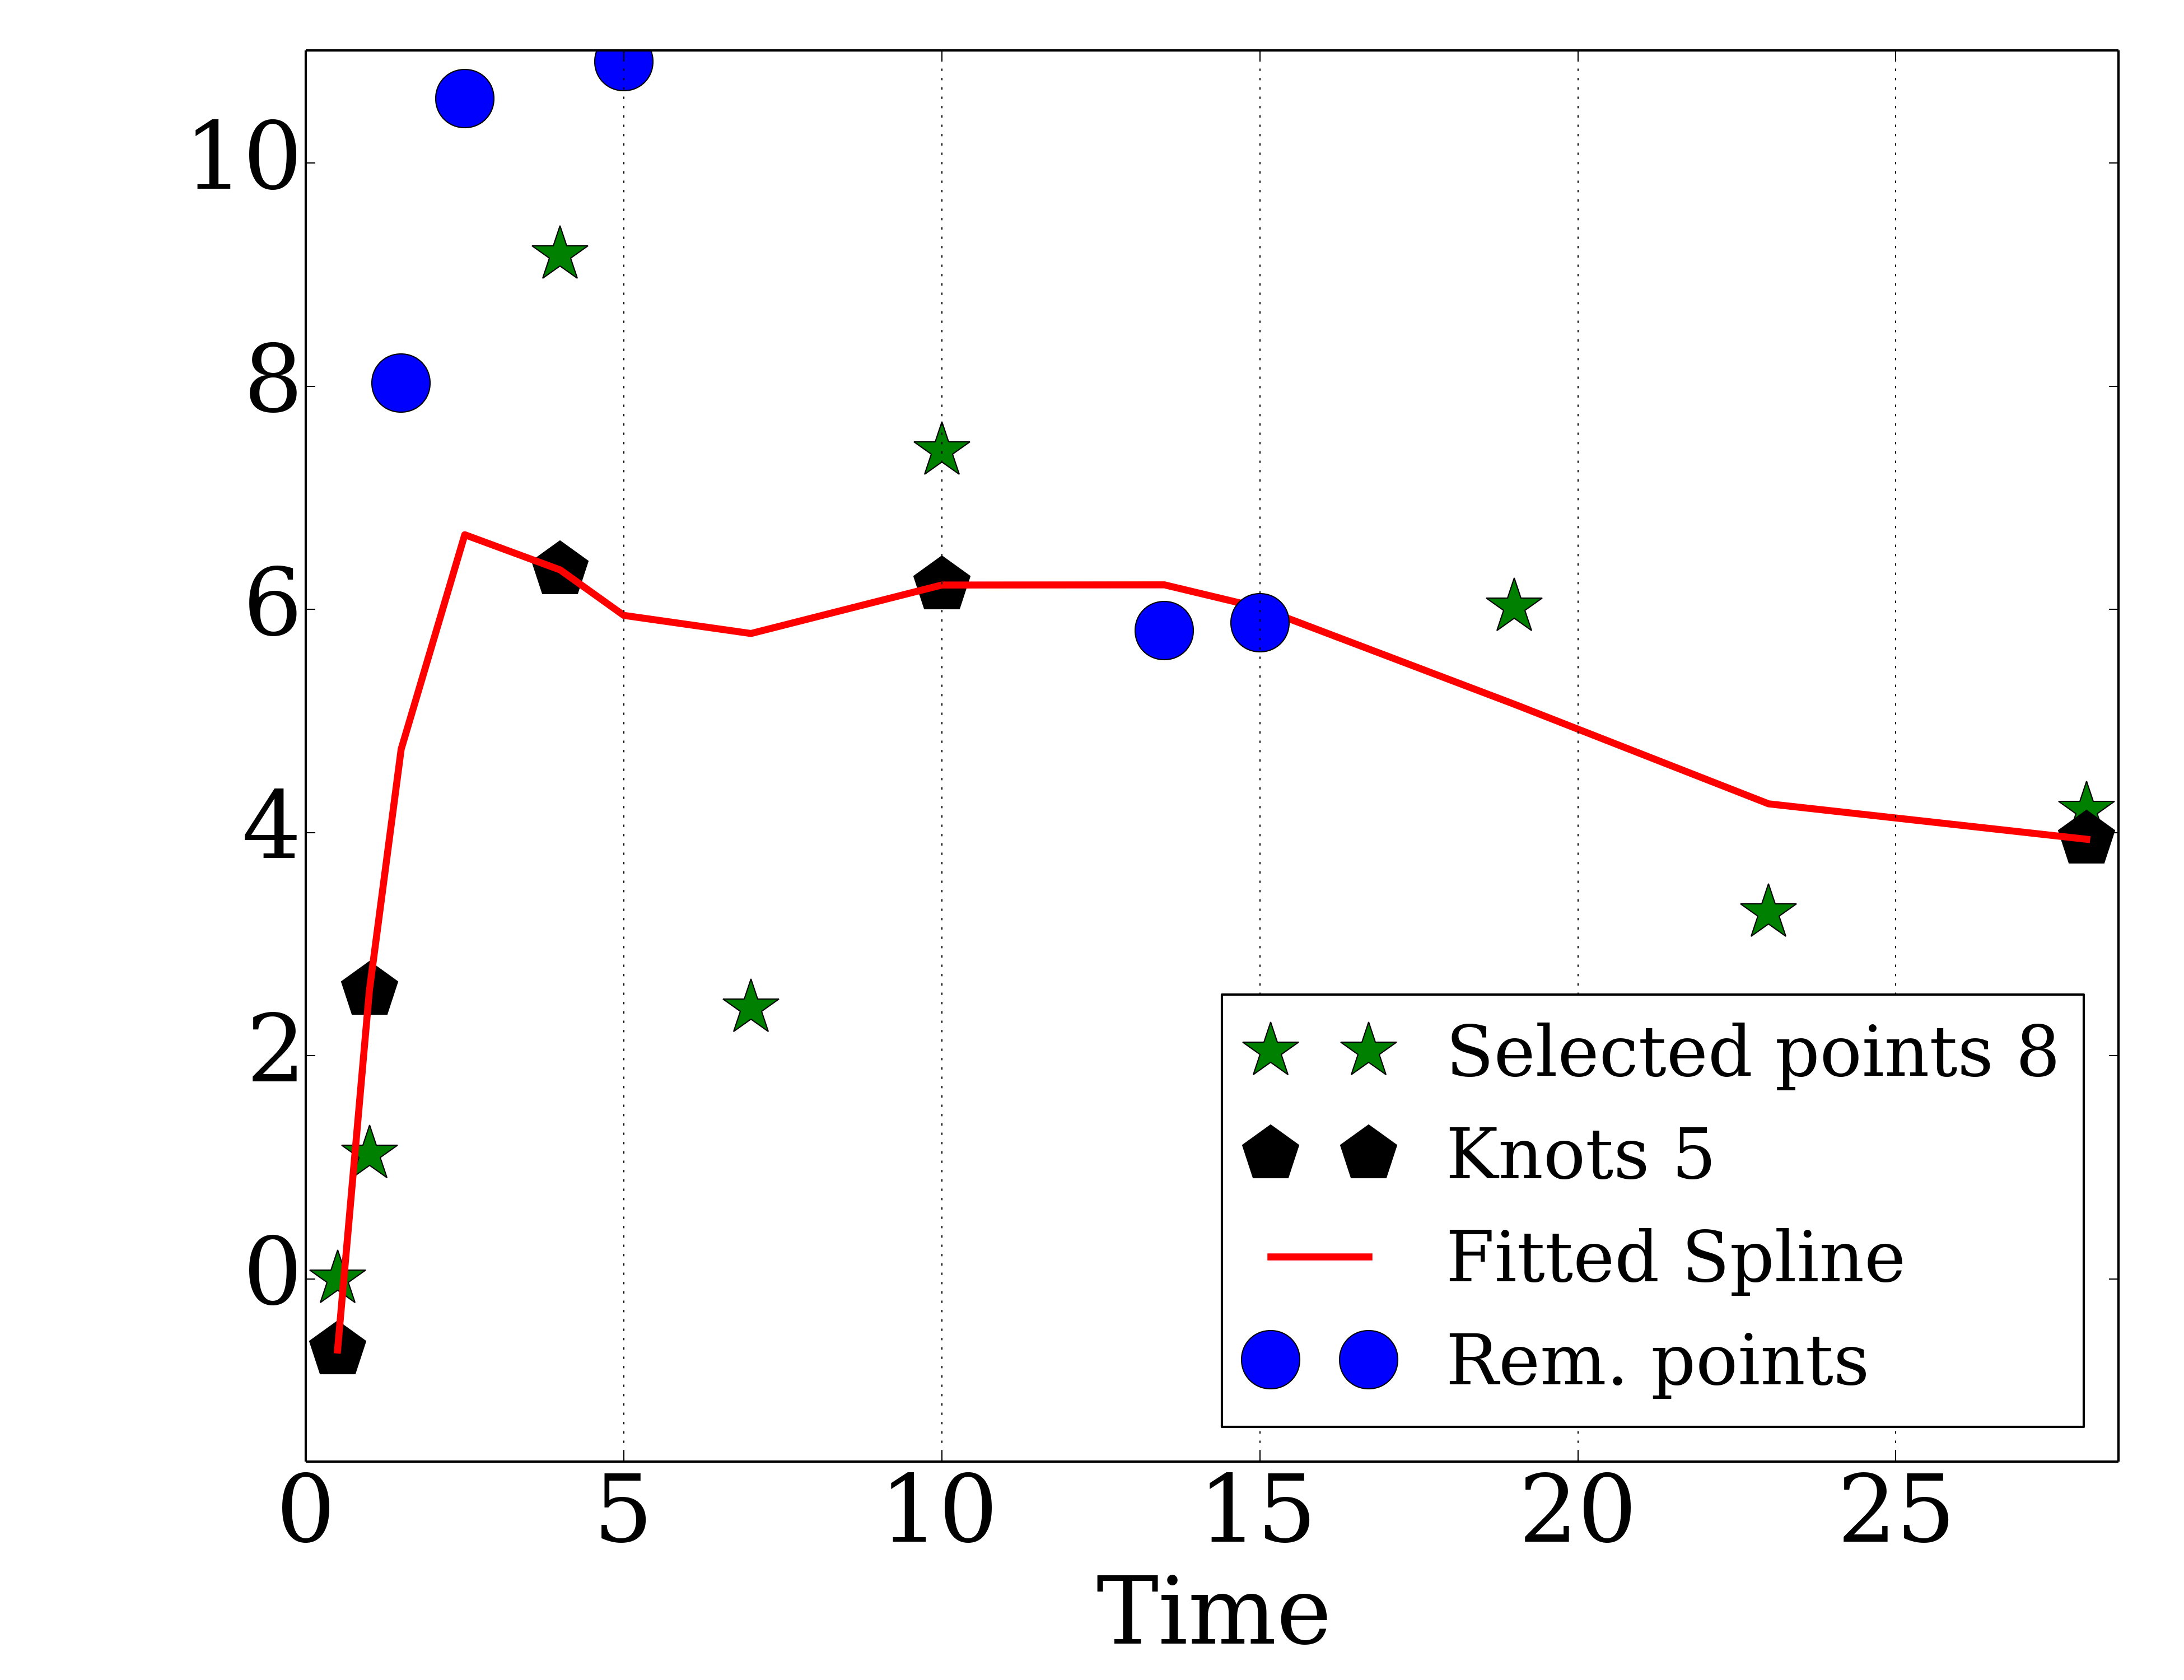 10
8
6
4
2
0
Selected points 8
Knots 5
Fitted Spline
Rem. points
0 5 10 15 20 25
Time